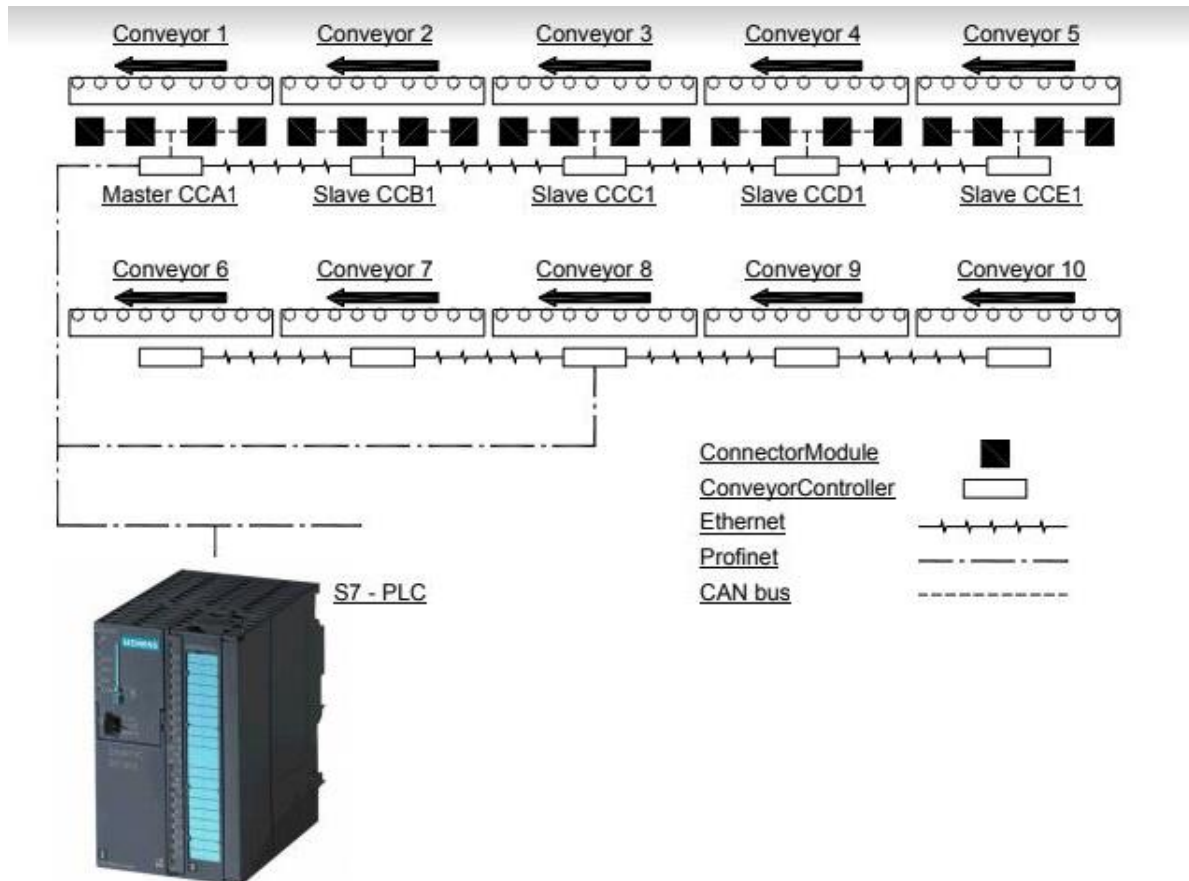 Conveyor 1 Conveyor 2 Conveyor 3 Conveyor 4 Conveyor 5
Master CCA1 Slave CCB1 Slave CCC1 Slave CCD1 Slave CCE1
Conveyor 6 Conveyor 7 Conveyor 8 Conveyor 9 Conveyor 10
ConnectorModule
ConveyorController
Ethernet
Profinet
CAN bus
S7 - PLC
SIEMENS